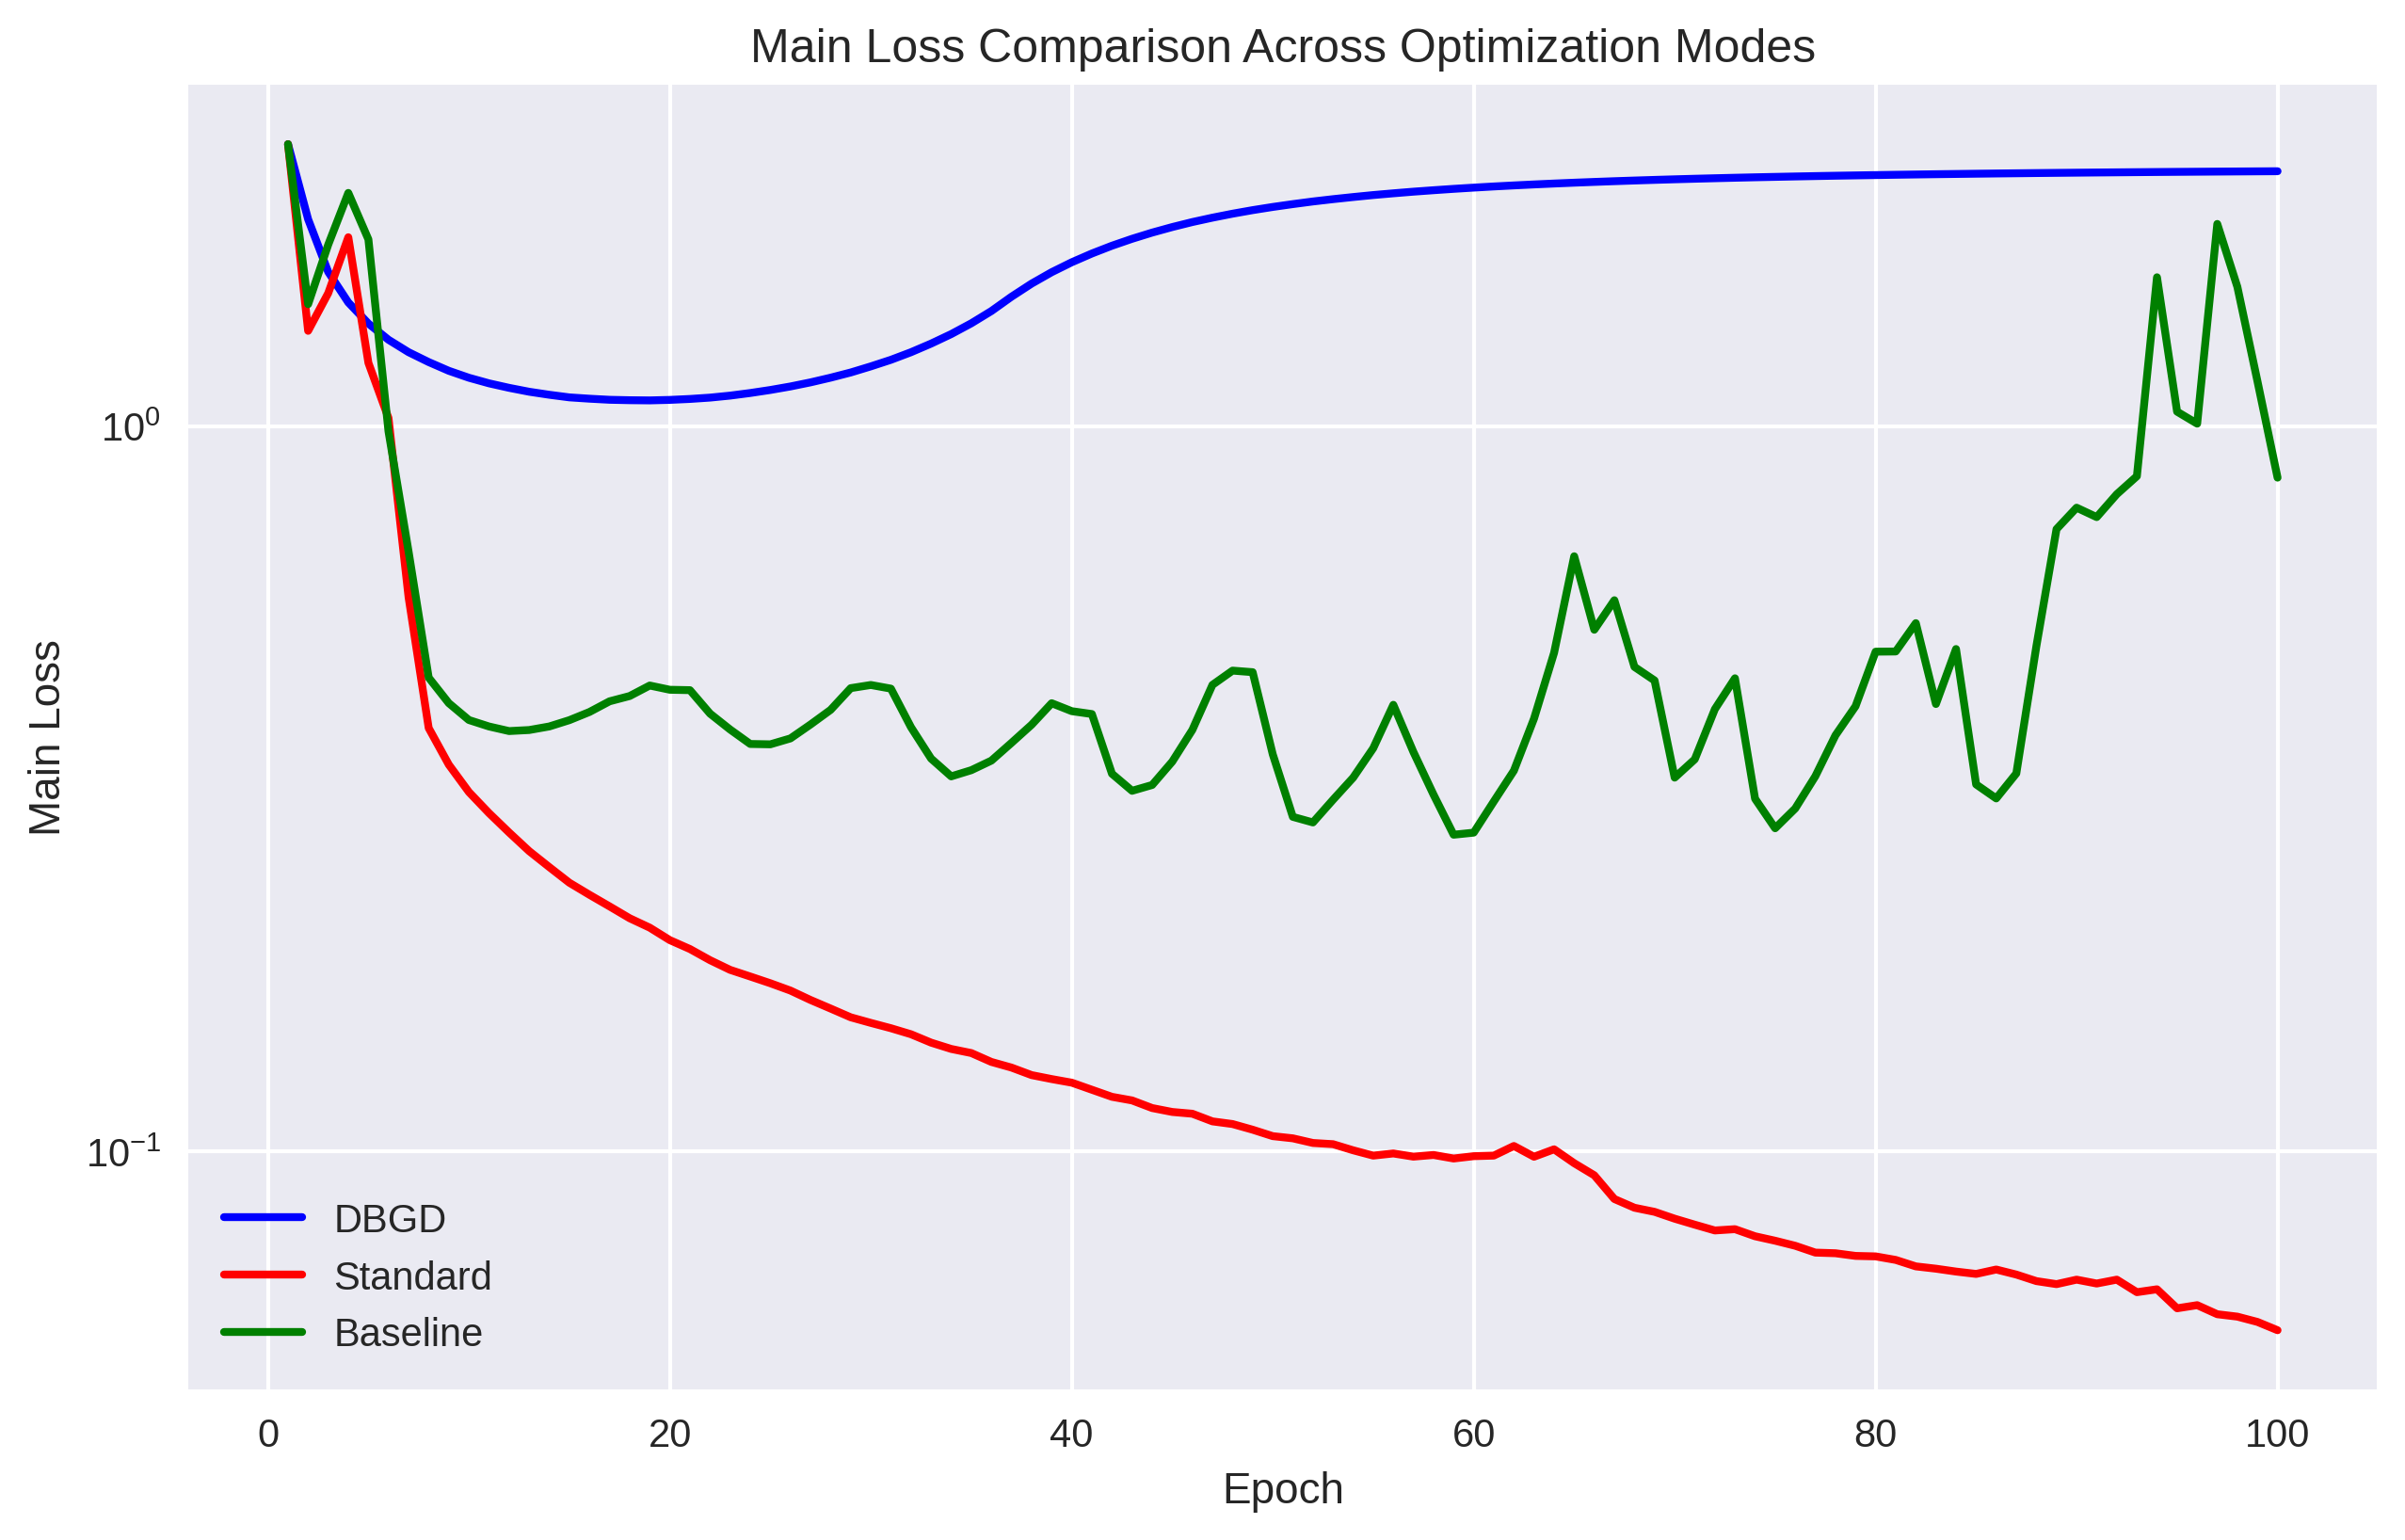 Main Loss Comparison Across Optimization Modes
Main Loss
10⁰
10⁻¹
DBGD
Standard
Baseline
0 20 40 60 80 100
Epoch